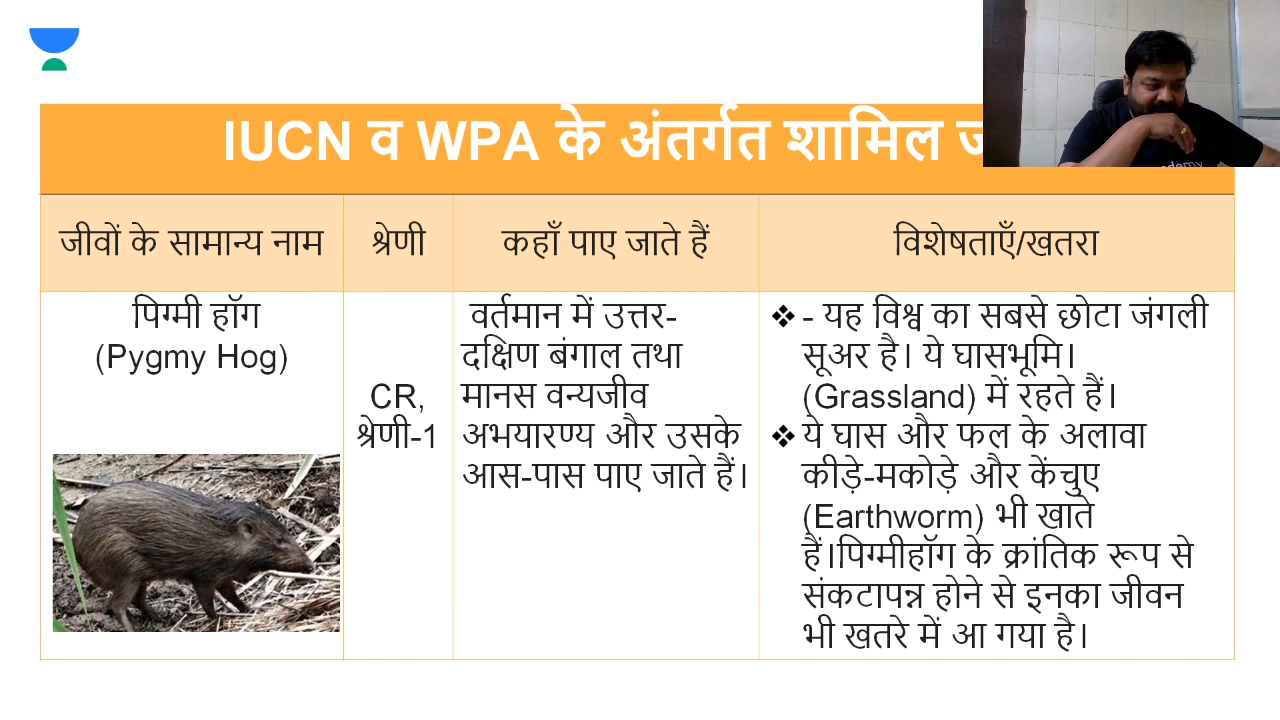 IUCN व WPA के अंतर्गत शामिल
जीवों के सामान्य नाम
श्रेणी
कहाँ पाए जाते हैं
विशेषताएँ/खतरा
पिग्मी हॉग
(Pygmy Hog)
CR,
श्रेणी-1
वर्तमान में उत्तर-
दक्षिण बंगाल तथा
मानस वन्यजीव
अभयारण्य और उसके
आस-पास पाए जाते हैं।
❖ - यह विश्व का सबसे छोटा जंगली
सूअर है। ये घासभूमि।
(Grassland) में रहते हैं।
❖ ये घास और फल के अलावा
कीड़े-मकोड़े और केंचुए
(Earthworm) भी खाते
हैं।पिग्मीहॉग के क्रांतिक रूप से
संकटापन्न होने से इनका जीवन
भी खतरे में आ गया है।